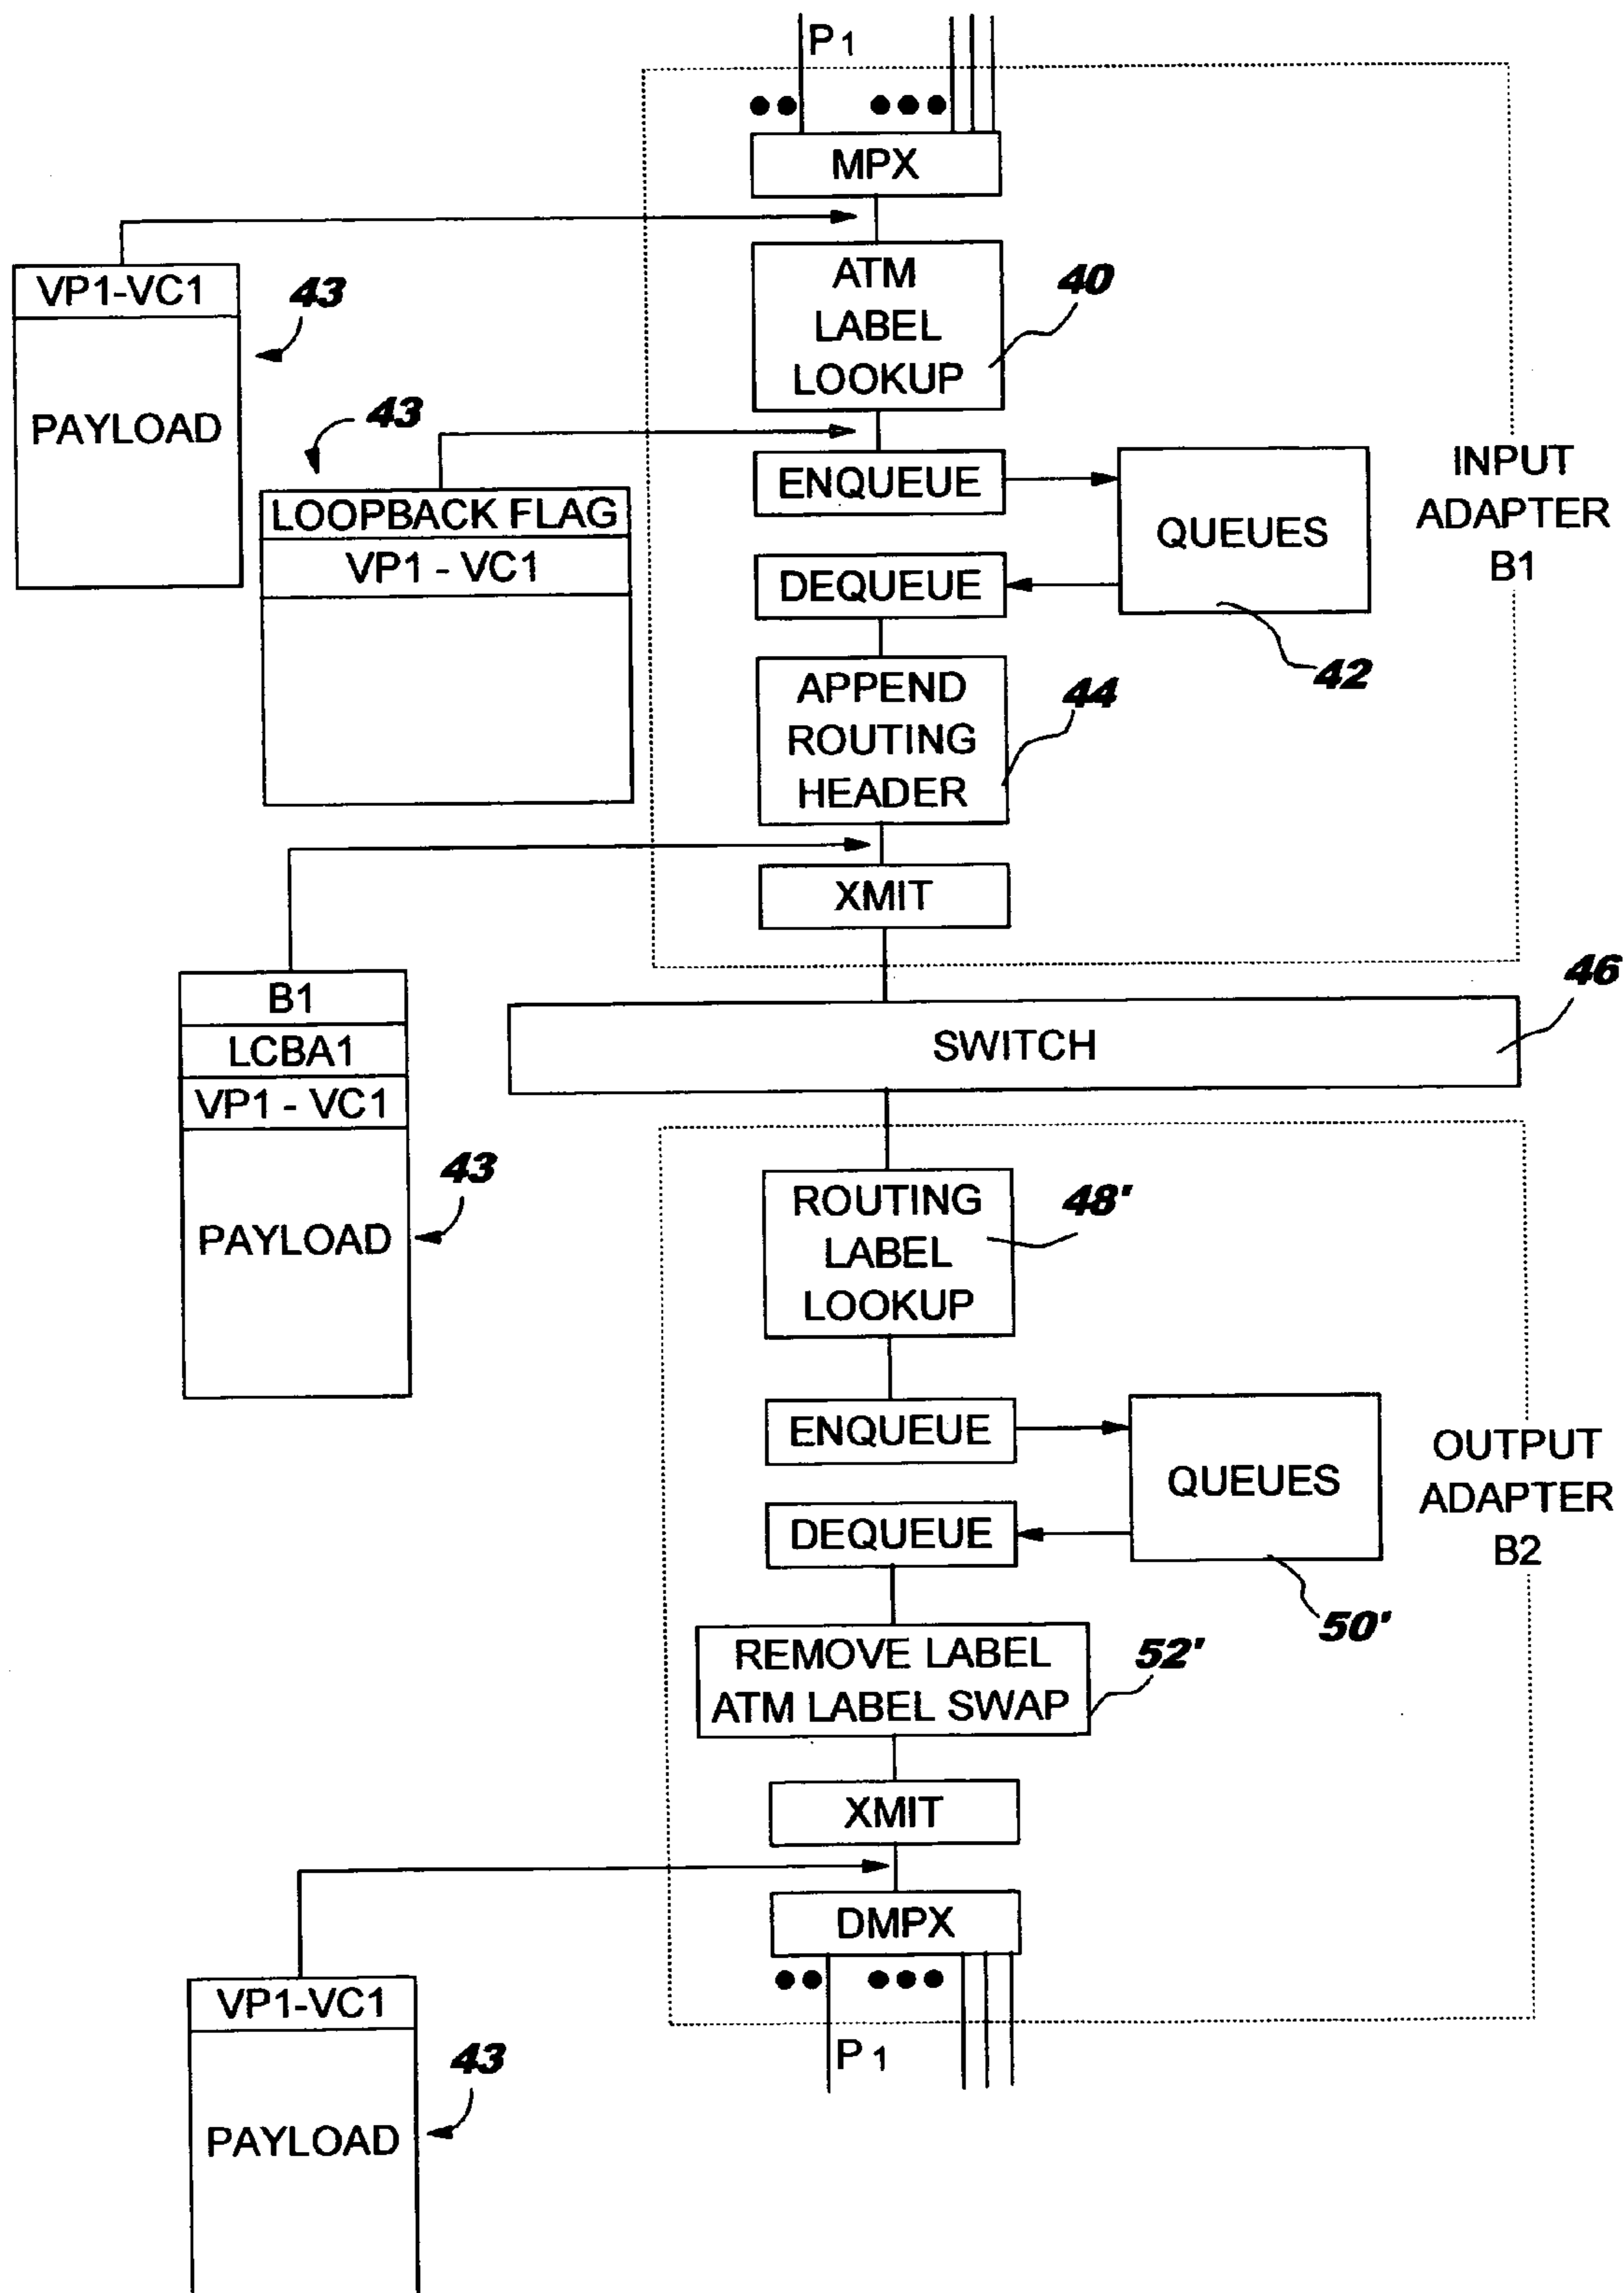 P1
MPX
VP1-VC1
43
PAYLOAD
ATM
LABEL
LOOKUP
40
43
LOOPBACK FLAG
VP1 - VC1
ENQUEUE
QUEUES
42
DEQUEUE
INPUT
ADAPTER
B1
APPEND
ROUTING
HEADER
44
XMIT
B1
LCBA1
VP1 - VC1
PAYLOAD
43
SWITCH
46
ROUTING
LABEL
LOOKUP
48'
ENQUEUE
QUEUES
50'
DEQUEUE
OUTPUT
ADAPTER
B2
REMOVE LABEL
ATM LABEL SWAP
52'
XMIT
DMPX
P1
VP1-VC1
43
PAYLOAD